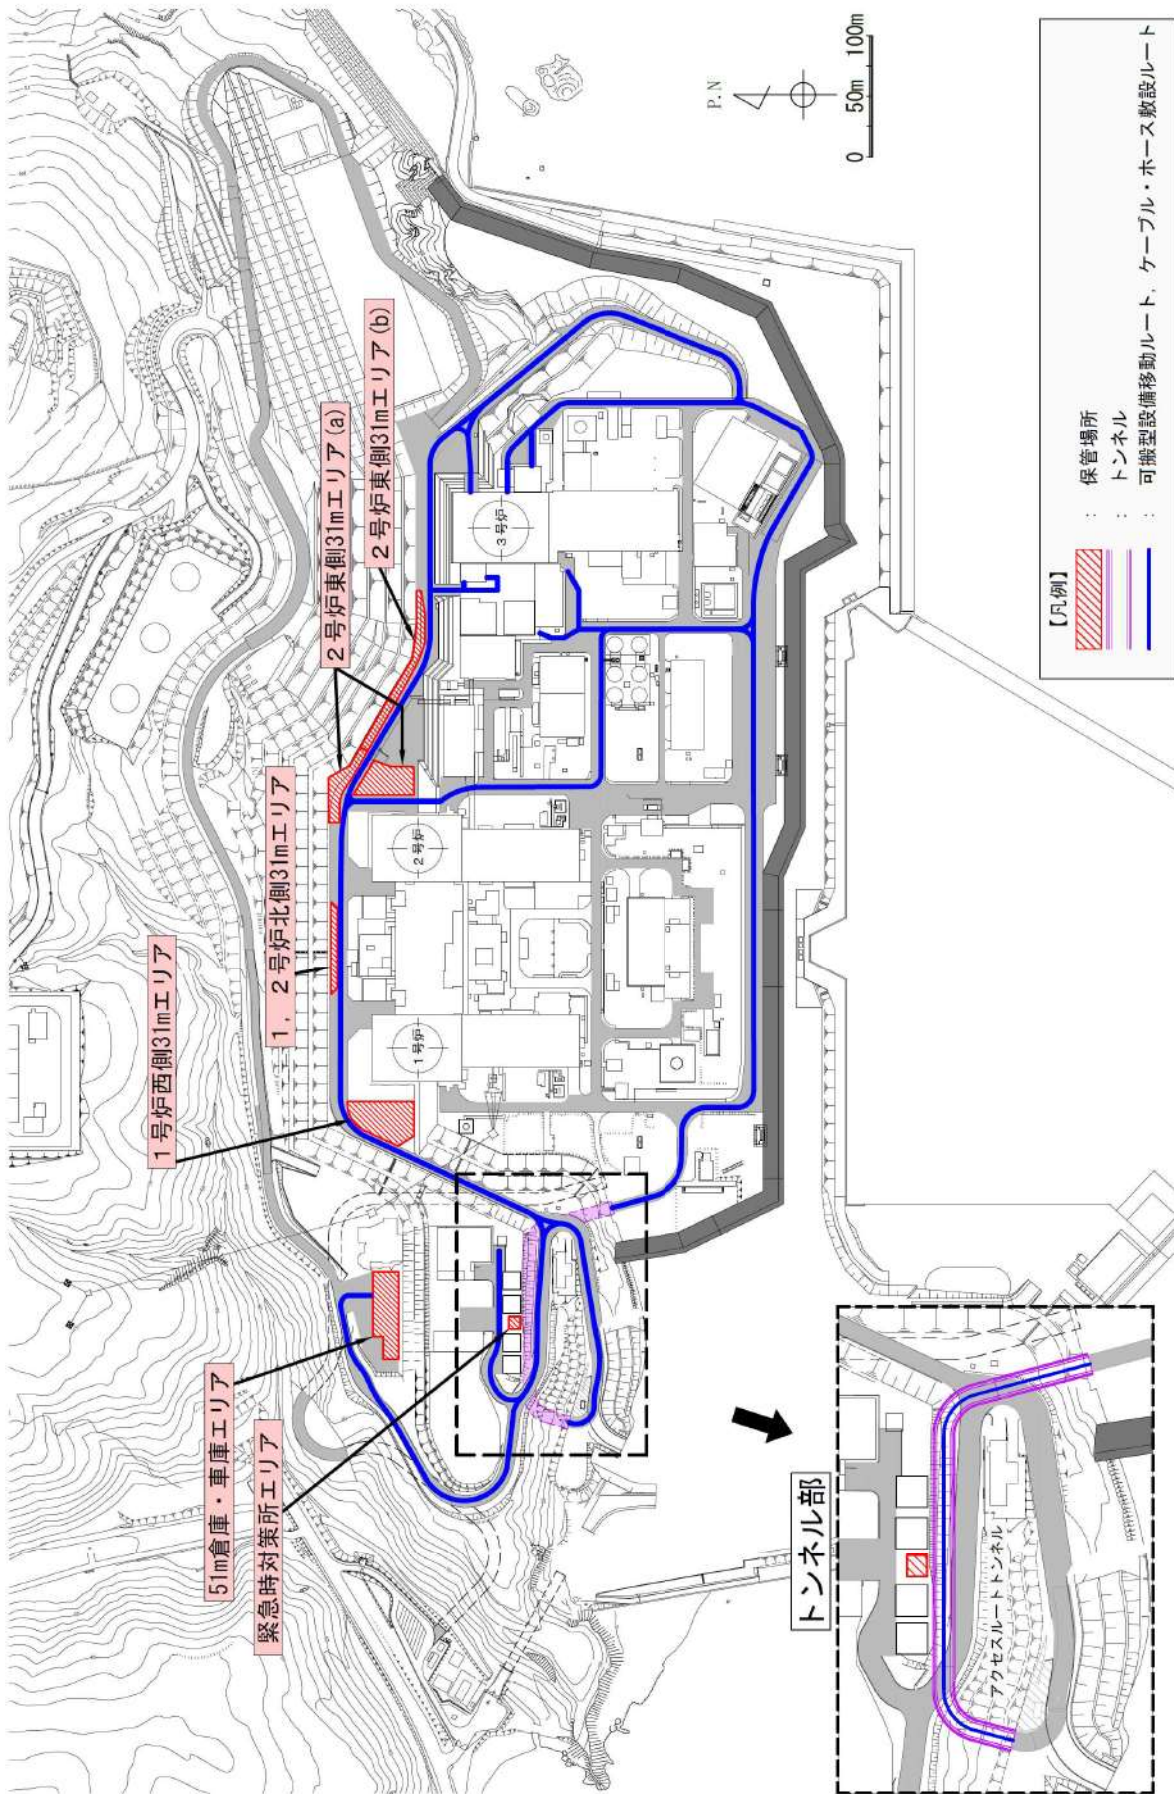 51m倉庫・車庫エリア
緊急時対策所エリア
1号炉西側31mエリア
1,2号炉北側31mエリア
2号炉東側31mエリア(a)
2号炉東側31mエリア(b)
1号炉
2号炉
3号炉
P.N
0 50m 100m
トンネル部
アクセスルートトンネル
【凡例】
: 保管場所
: トンネル
: 可搬型設備移動ルート,ケーブル・ホース敷設ルート